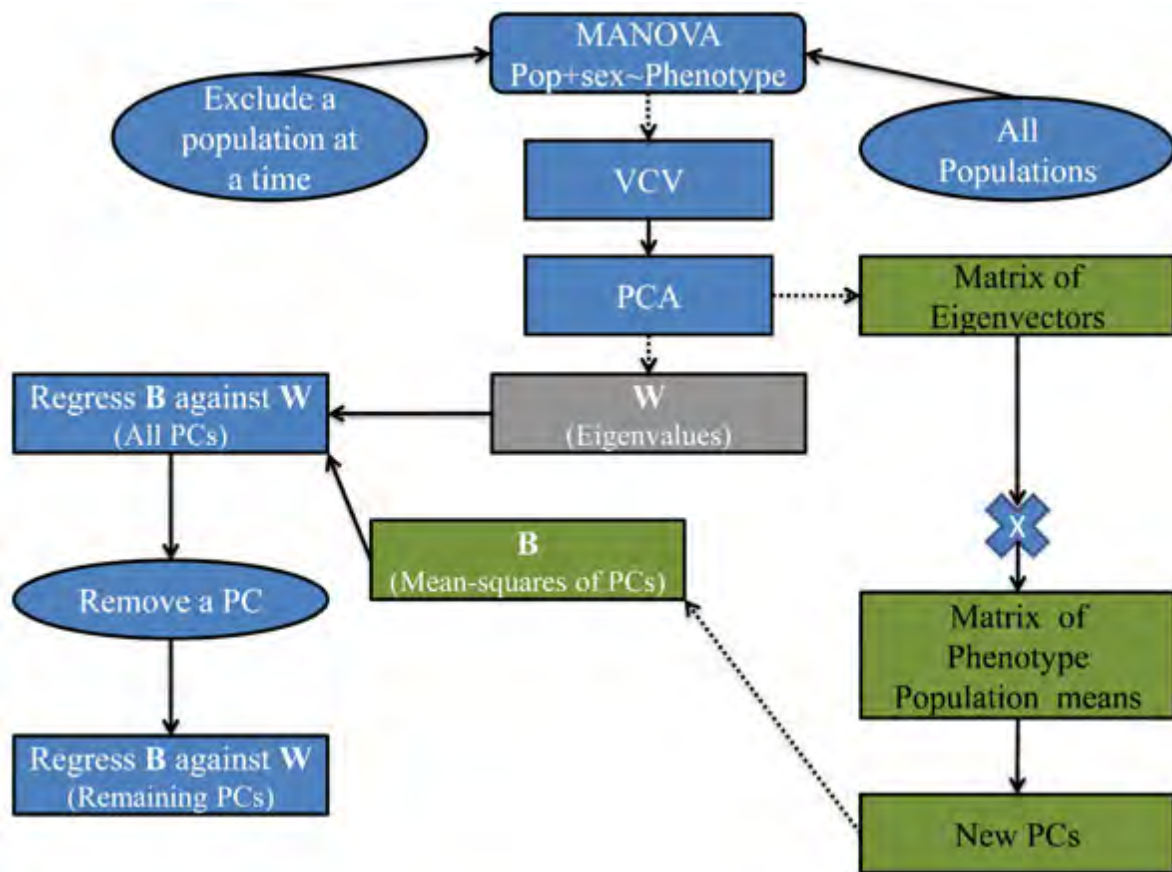 MANOVA
Pop+sex~Phenotype
Exclude a
population at
a time
All
Populations
VCV
PCA
Matrix of
Eigenvectors
Regress B against W
(All PCs)
W
(Eigenvalues)
X
B
(Mean-squares of PCs)
Remove a PC
Matrix of
Phenotype
Population means
Regress B against W
(Remaining PCs)
New PCs